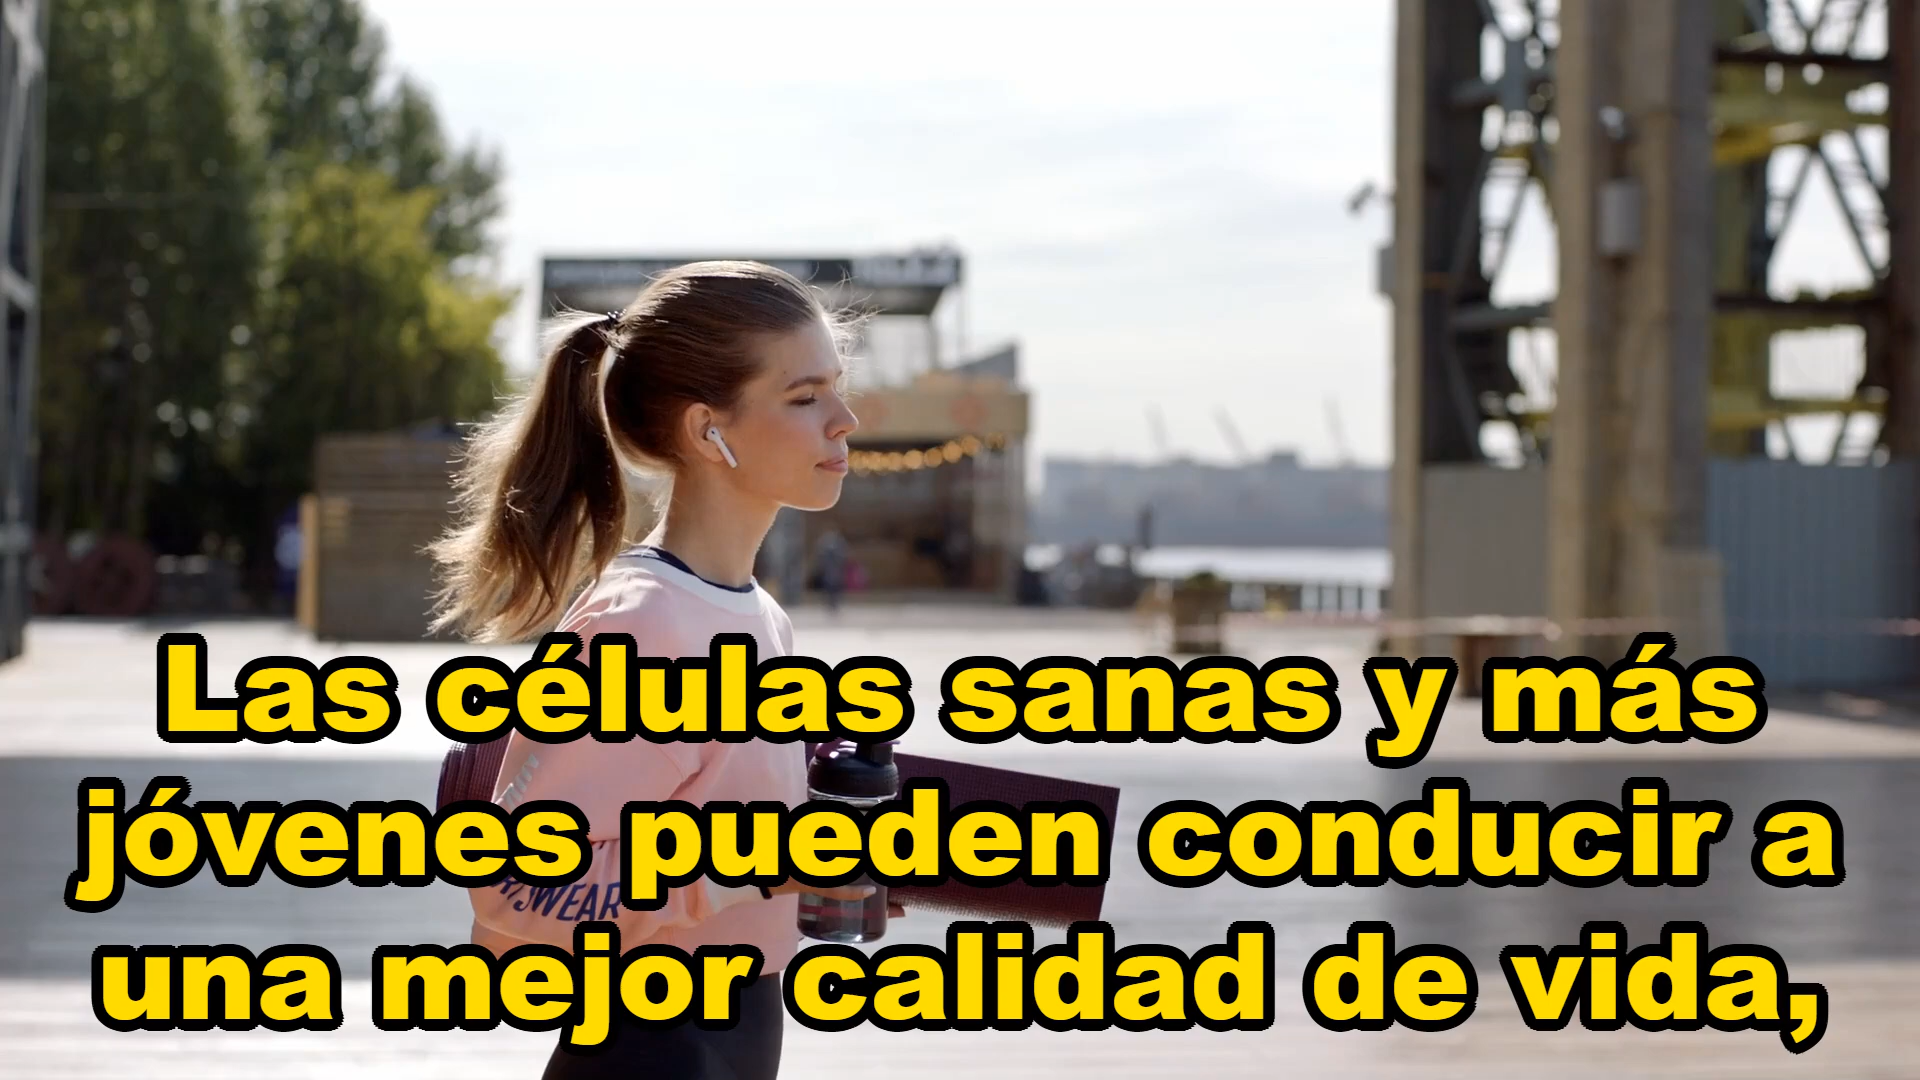 Las células sanas y más
jóvenes pueden conducir a
una mejor calidad de vida,